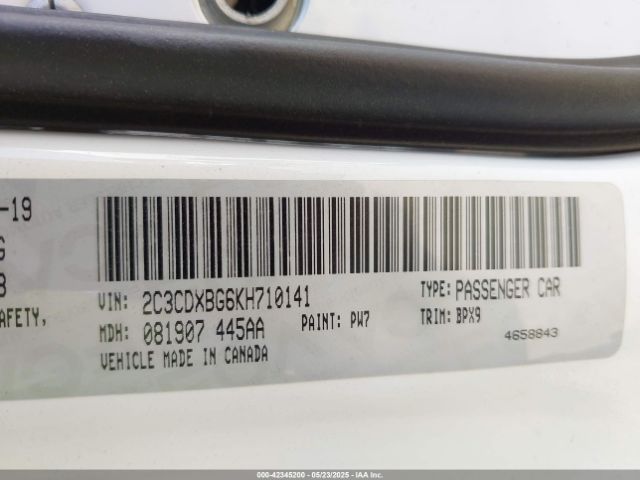 -19
G
8
AFETY,
VIN: 2C3CDXBG6KH710141
TYPE: PASSENGER CAR
MDH: 081907 445AA
PAINT: PW7
TRIM: BPX9
VEHICLE MADE IN CANADA
4658843
000-42345200 - 05/23/2025 - IAA Inc.